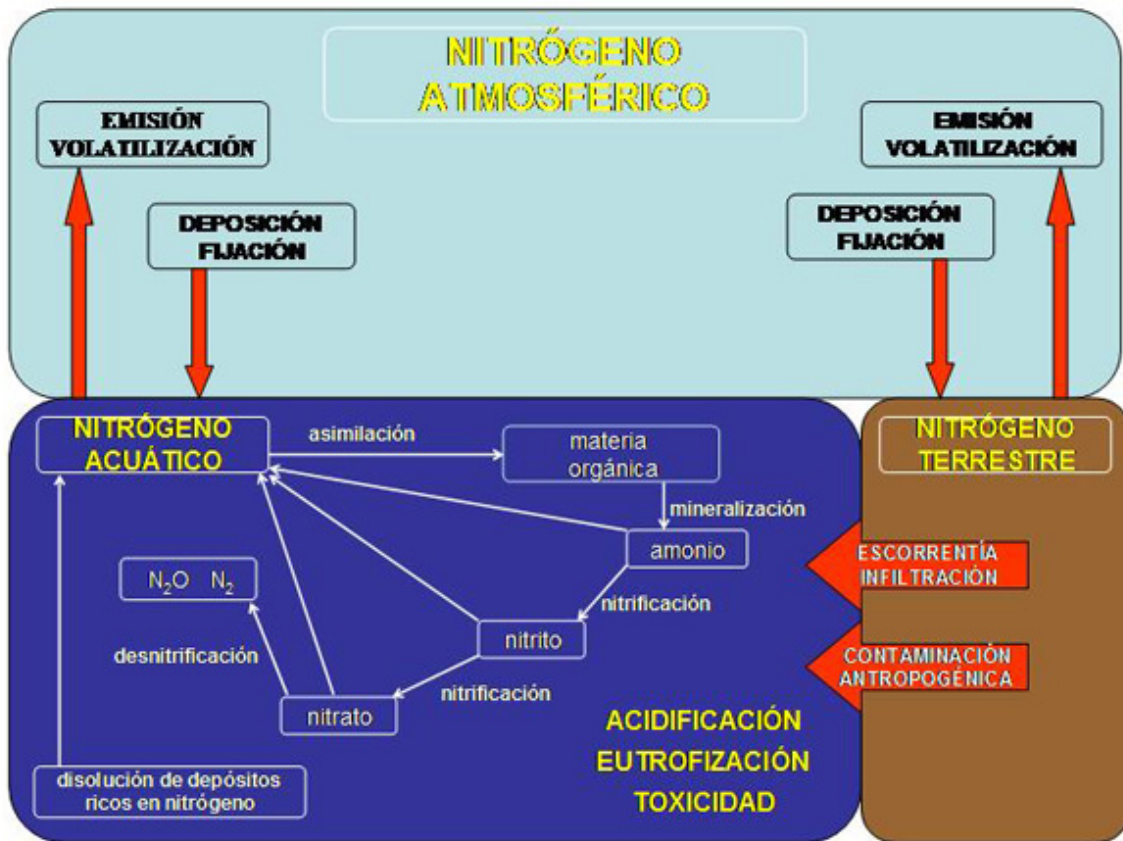 NITRÓGENO
ATMOSFÉRICO
EMISIÓN
VOLATILIZACIÓN
EMISIÓN
VOLATILIZACIÓN
DEPOSICIÓN
FIJACIÓN
DEPOSICIÓN
FIJACIÓN
NITRÓGENO
ACUÁTICO
asimilación
materia
orgánica
NITRÓGENO
TERRESTRE
mineralización
amonio
ESCORRENTÍA
INFILTRACIÓN
N₂O N₂
nitrificación
nitrito
desnitrificación
nitrificación
CONTAMINACIÓN
ANTROPOGÉNICA
nitrato
ACIDIFICACIÓN
EUTROFIZACIÓN
TOXICIDAD
disolución de depósitos
ricos en nitrógeno